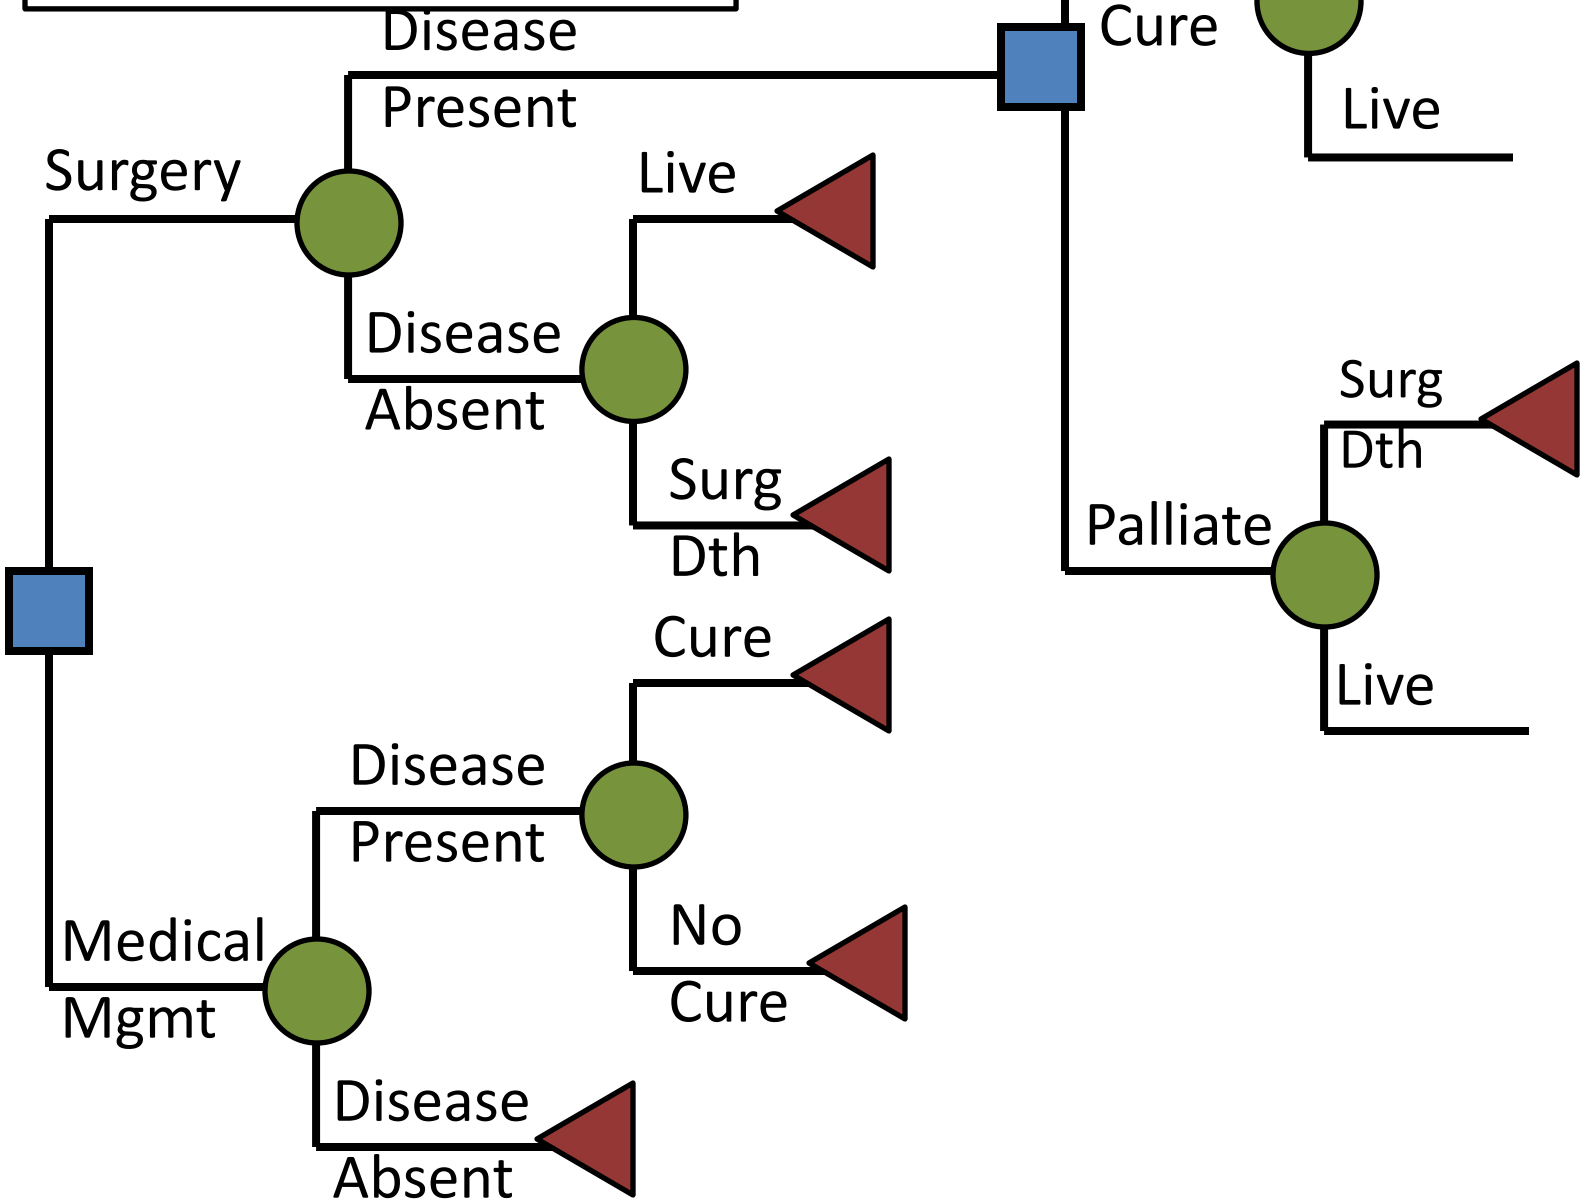 Disease
Present
Cure
Live
Surgery
Live
Disease
Absent
Surg
Dth
Surg
Dth
Palliate
Live
Cure
Disease
Present
No
Cure
Medical
Mgmt
Disease
Absent